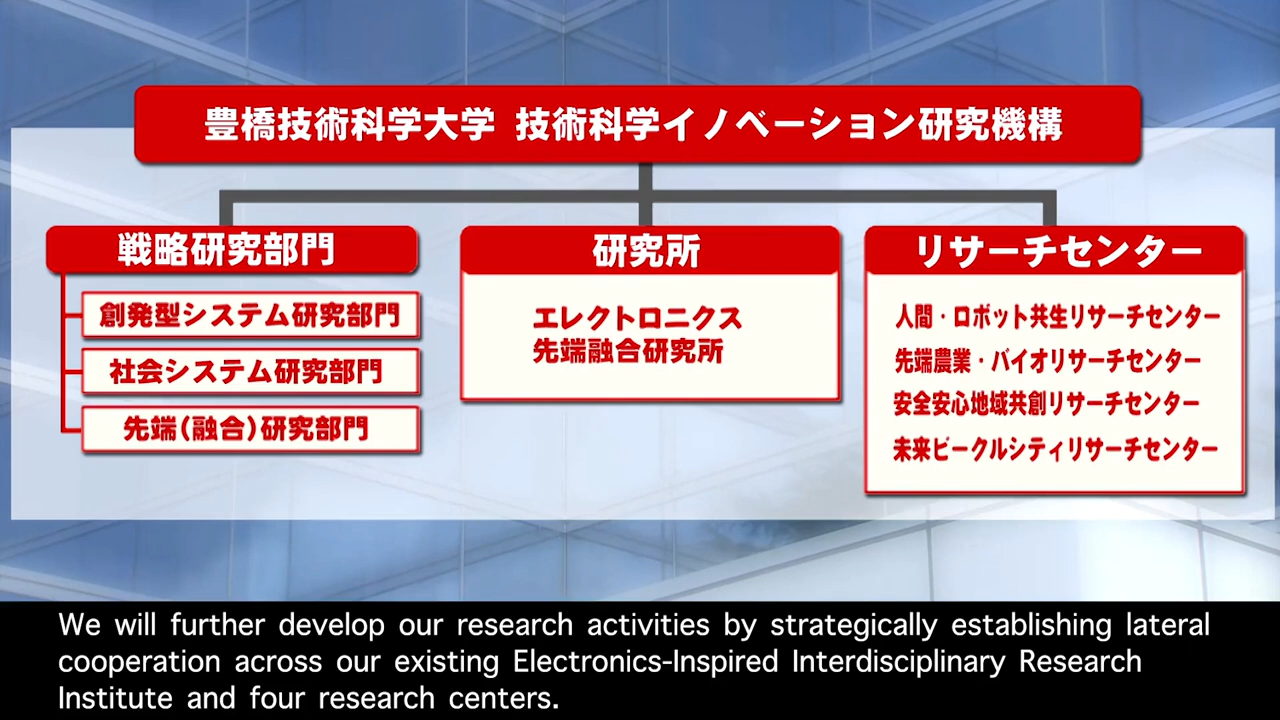 豊橋技術科学大学 技術科学イノベーション研究機構
戦略研究部門
創発型システム研究部門
社会システム研究部門
先端(融合)研究部門
研究所
エレクトロニクス
先端融合研究所
リサーチセンター
人間・ロボット共生リサーチセンター
先端農業・バイオリサーチセンター
安全安心地域共創リサーチセンター
未来ビークルシティリサーチセンター
We will further develop our research activities by strategically establishing lateral
cooperation across our existing Electronics-Inspired Interdisciplinary Research
Institute and four research centers.